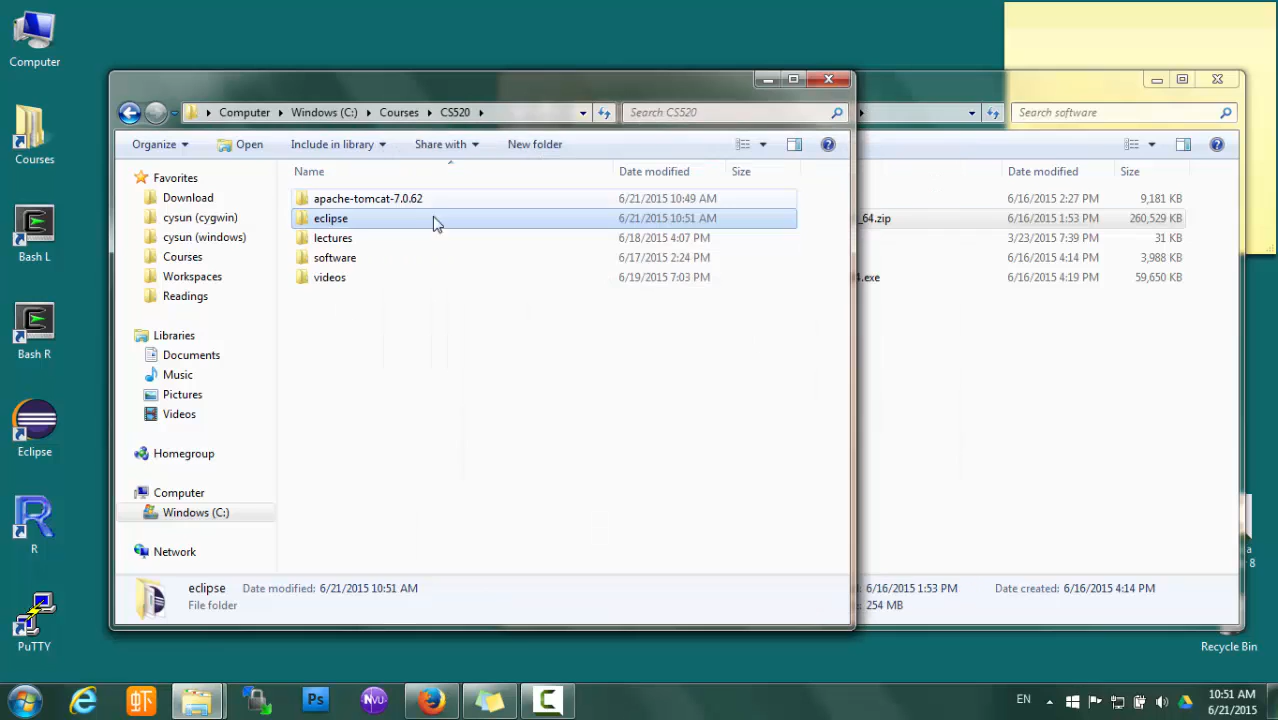 Computer
Courses
Bash L
Bash R
Eclipse
R
PuTTY
Computer
Windows (C:)
Courses
CS520
Search CS520
Organize
Open
Include in library
Share with
New folder
Favorites
Download
cysun (cygwin)
cysun (windows)
Courses
Workspaces
Readings
Libraries
Documents
Music
Pictures
Videos
Homegroup
Computer
Windows (C:)
Network
Name Date modified Size
apache-tomcat-7.0.62 6/21/2015 10:49 AM
eclipse 6/21/2015 10:51 AM
lectures 6/18/2015 4:07 PM
software 6/17/2015 2:24 PM
videos 6/19/2015 7:03 PM
eclipse Date modified: 6/21/2015 10:51 AM
File folder
Search software
Date modified Size
6/16/2015 2:27 PM 9,181 KB
_64.zip 6/16/2015 1:53 PM 260,529 KB
3/23/2015 7:39 PM 31 KB
6/16/2015 4:14 PM 3,988 KB
4.exe 6/16/2015 4:19 PM 59,650 KB
6/16/2015 1:53 PM Date created: 6/16/2015 4:14 PM
254 MB
a
8
Recycle Bin
虾
Ps
NVU
C
EN
10:51 AM
6/21/2015